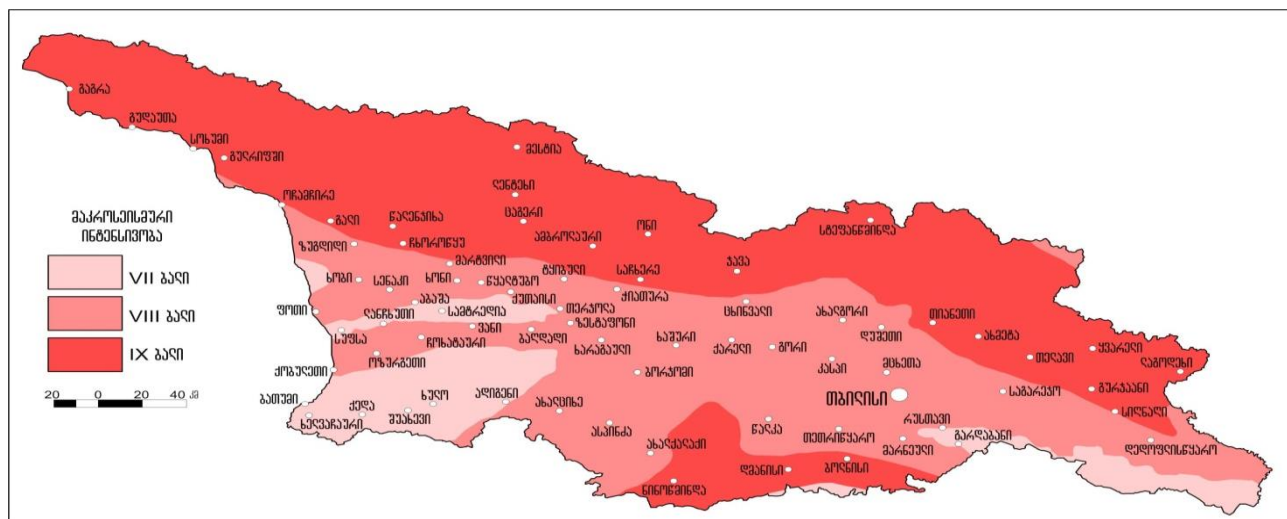 გაგრა
გუდაუთა
სოხუმი
გულრიფში
ოჩამჩირე
გალი
წალენჯიხა
ზუგდიდი
ჩხოროწყუ
მესტია
ლენტეხი
ცაგერი
ამბროლაური
ონი
სტეფანწმინდა
მაკროსეისმური
ინტენსივობა
VII ბალი
VIII ბალი
IX ბალი
20 0 20 40 კმ
მარტვილი
ხობი
სენაკი
ხონი
წყალტუბო
ტყიბული
საჩხერე
ჯავა
ფოთი
ლანჩხუთი
აბაშა
სამტრედია
ქუთაისი
თერჯოლა
ჭიათურა
ცხინვალი
ახალგორი
თიანეთი
სუფსა
ჩოხატაური
ვანი
ბაღდადი
ზესტაფონი
ხარაგაული
ხაშური
ქარელი
გორი
დუშეთი
ახმეტა
თელავი
ყვარელი
ლაგოდეხი
ქობულეთი
ოზურგეთი
ბორჯომი
კასპი
მცხეთა
თბილისი
საგარეჯო
გურჯაანი
სიღნაღი
ბათუმი
ხელვაჩაური
ქედა
შუახევი
ხულო
ადიგენი
ახალციხე
ასპინძა
ახალქალაქი
ნინოწმინდა
წალკა
თეთრიწყარო
რუსთავი
გარდაბანი
მარნეული
დმანისი
ბოლნისი
დედოფლისწყარო